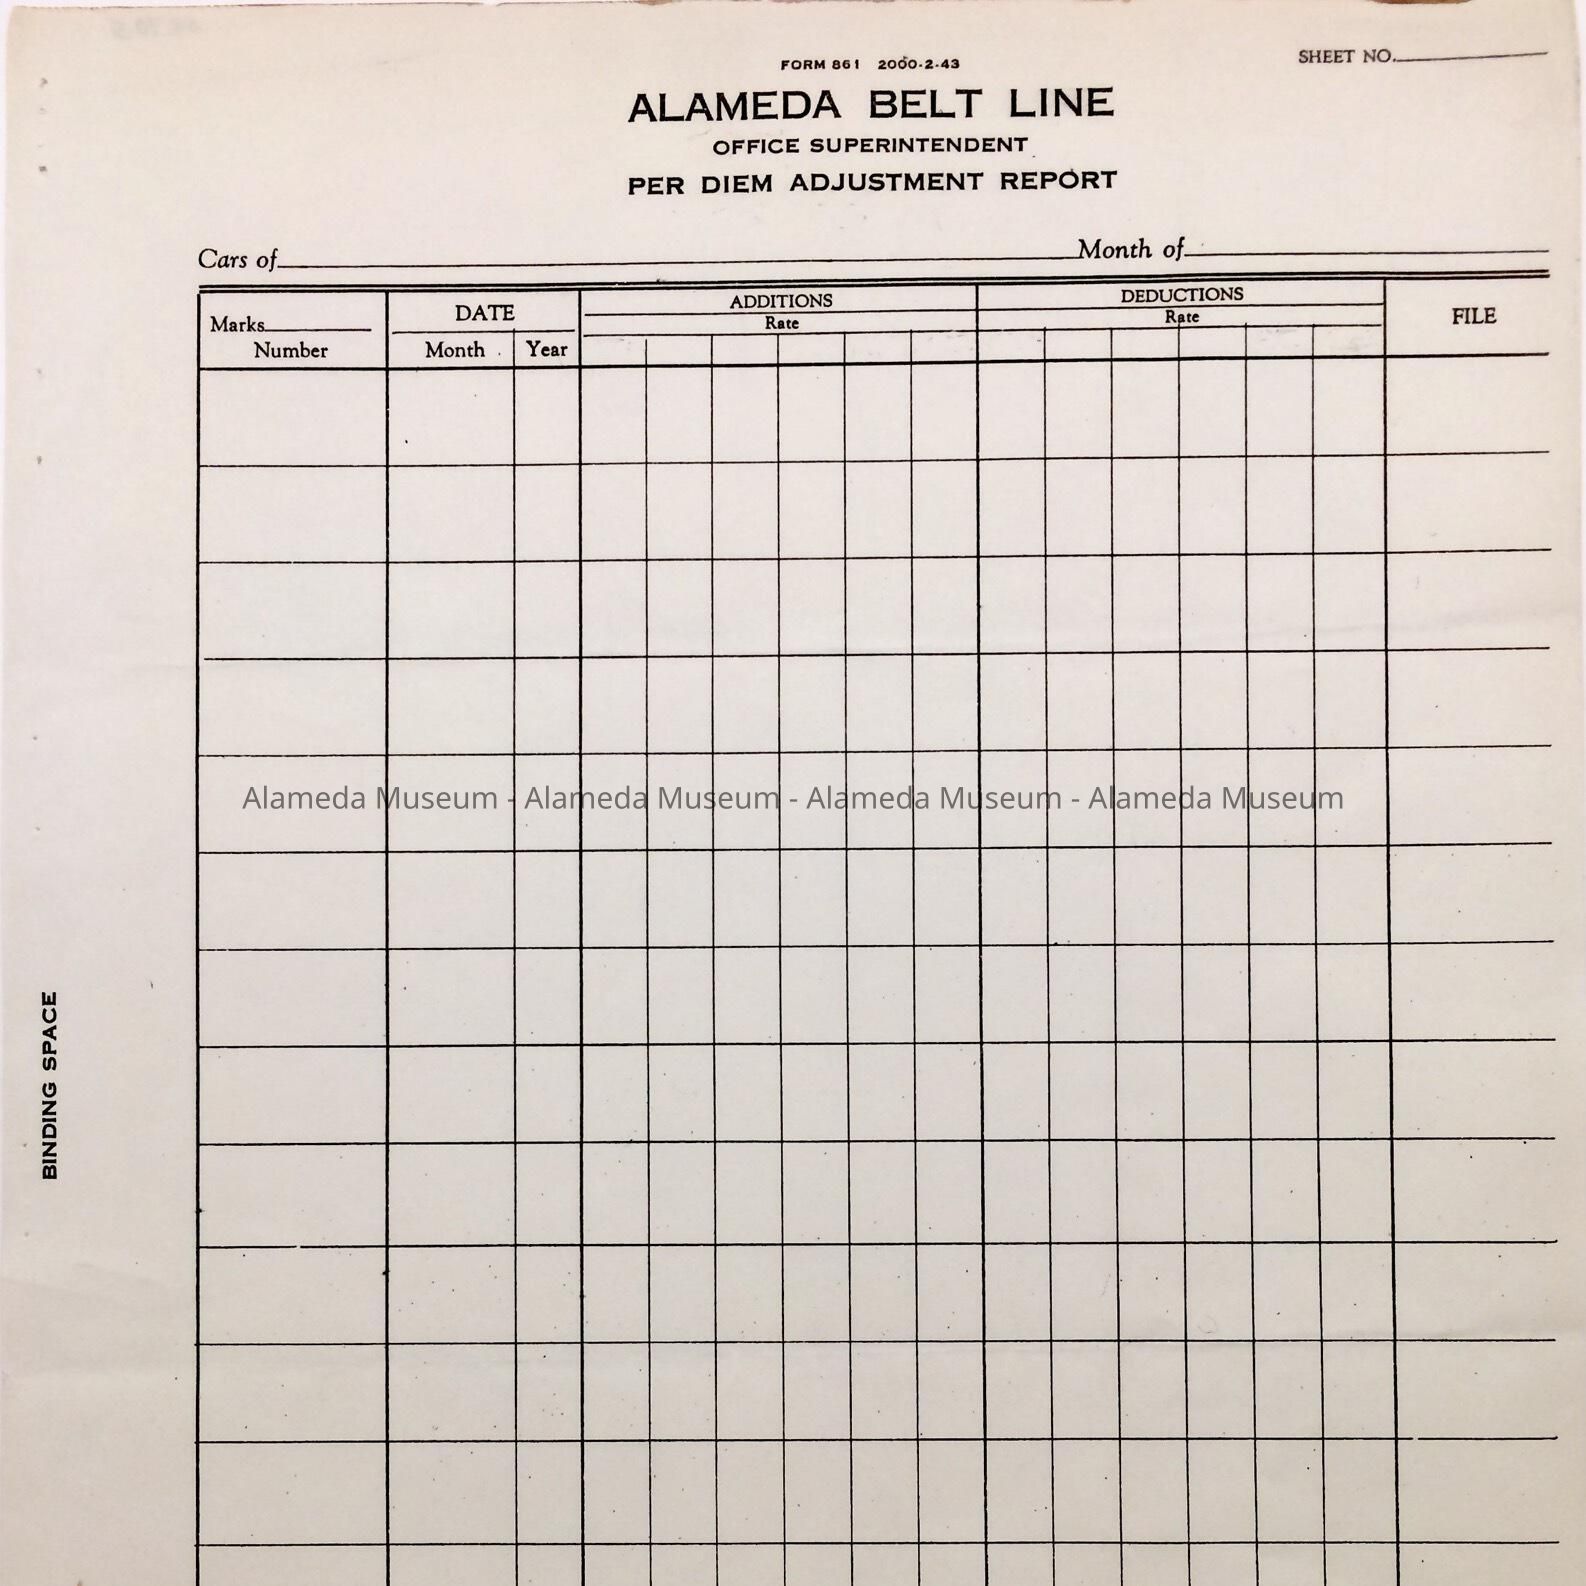 SHEET NO.
FORM 861 2000-2-43
ALAMEDA BELT LINE
OFFICE SUPERINTENDENT
PER DIEM ADJUSTMENT REPORT
Cars of Month of
Marks DATE ADDITIONS DEDUCTIONS FILE
Rate Rate
Number Month Year
Alameda Museum - Alameda Museum - Alameda Museum - Alameda Museum
BINDING SPACE